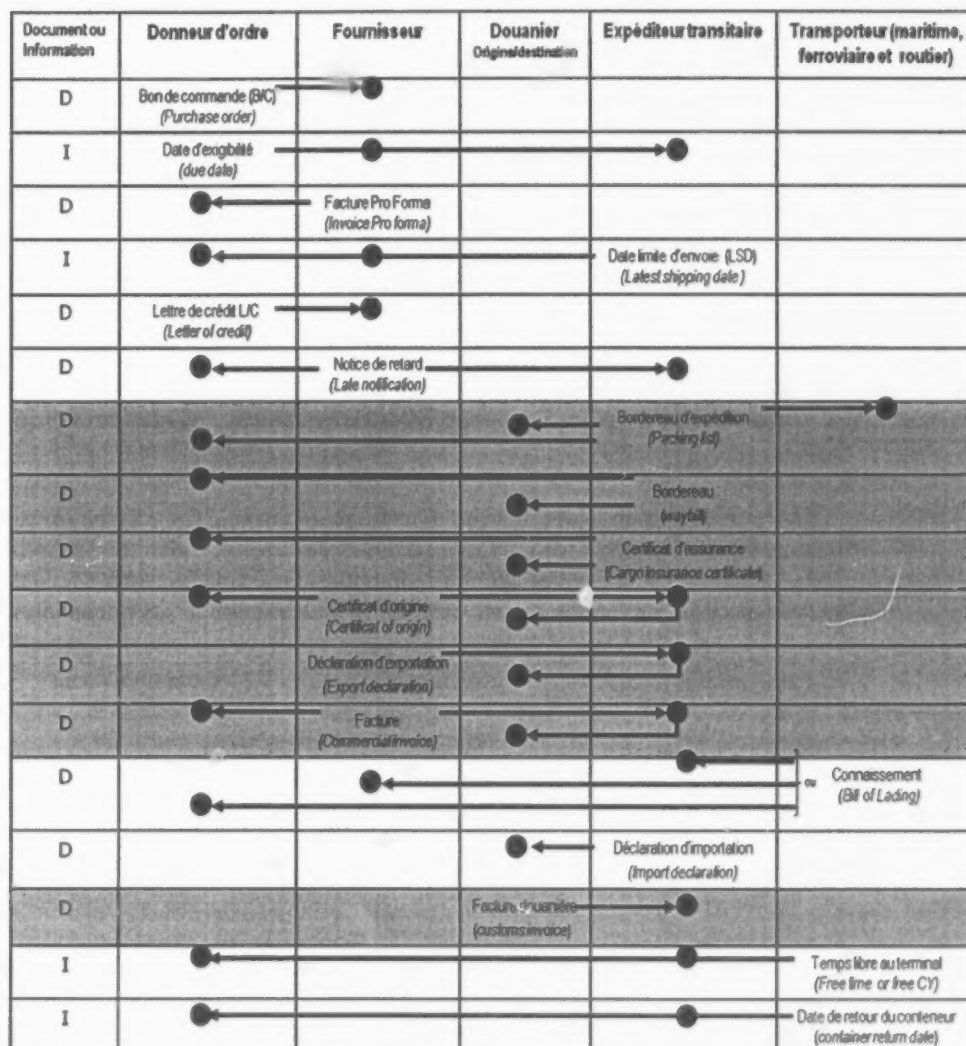 Document ou Information
Donneur d'ordre
Fournisseur
Douanier
Origine/destination
Expéditeur transitaire
Transporteur (maritime,
ferroviaire et routier)
D
Bon de commande (B/C)
(Purchase order)
I
Date d'exigibilité
(due date)
D
Facture Pro Forma
(Invoice Pro forma)
I
Date limite d'envoie (LSD)
(Latest shipping date)
D
Lettre de crédit L/C
(Letter of credit)
D
Notice de retard
(Late notification)
D
Bordereau d'expédition
(Packing list)
D
Bordereau
(waybill)
D
Certificat d'assurance
(Cargo insurance certificate)
D
Certificat d'origine
(Certificat of origin)
D
Déclaration d'exportation
(Export declaration)
D
Facture
(Commercial invoice)
D
Connaissement
(Bill of Lading)
D
Déclaration d'importation
(Import declaration)
D
Facture douanière
(customs invoice)
I
Temps libre au terminal
(Free time or free CY)
I
Date de retour du conteneur
(container return date)